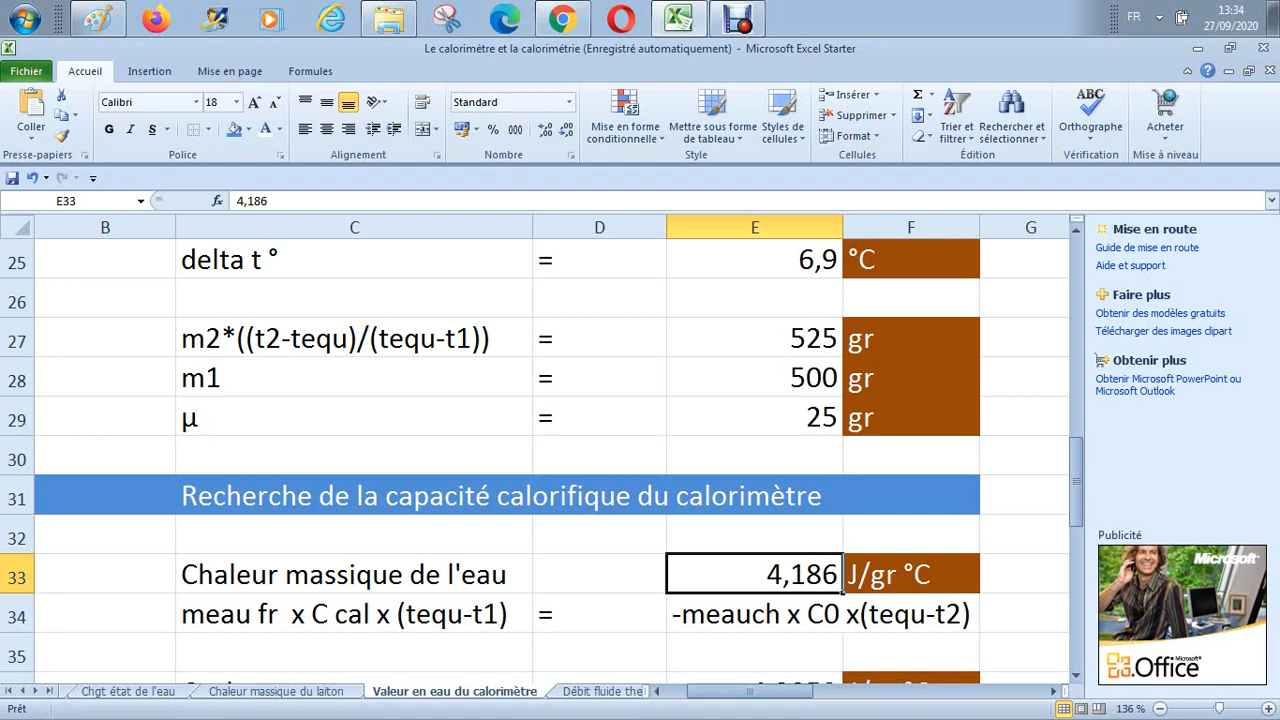 FR
13:34
27/09/2020
Le calorimètre et la calorimétrie (Enregistré automatiquement) - Microsoft Excel Starter
Fichier Accueil Insertion Mise en page Formules
Coller
Presse-papiers
Calibri 18
G I S
Police
Alignement
Standard
% 000
Nombre
Mise en forme conditionnelle
Mettre sous forme de tableau
Styles de cellules
Style
Insérer
Supprimer
Format
Cellules
Σ
Trier et filtrer
Rechercher et sélectionner
Édition
ABC
Orthographe
Vérification
Acheter
Mise à niveau
E33 fx 4,186
B C D E F G
25 delta t ° = 6,9 °C
26
27 m2*((t2-tequ)/(tequ-t1)) = 525 gr
28 m1 = 500 gr
29 µ = 25 gr
30
31 Recherche de la capacité calorifique du calorimètre
32
33 Chaleur massique de l'eau 4,186 J/gr °C
34 meau fr x C cal x (tequ-t1) = -meauch x C0 x(tequ-t2)
35
Mise en route
Guide de mise en route
Aide et support
Faire plus
Obtenir des modèles gratuits
Télécharger des images clipart
Obtenir plus
Obtenir Microsoft PowerPoint ou
Microsoft Outlook
Publicité
Office
Chgt état de l'eau Chaleur massique du laiton Valeur en eau du calorimètre Débit fluide the
Prêt
136 %